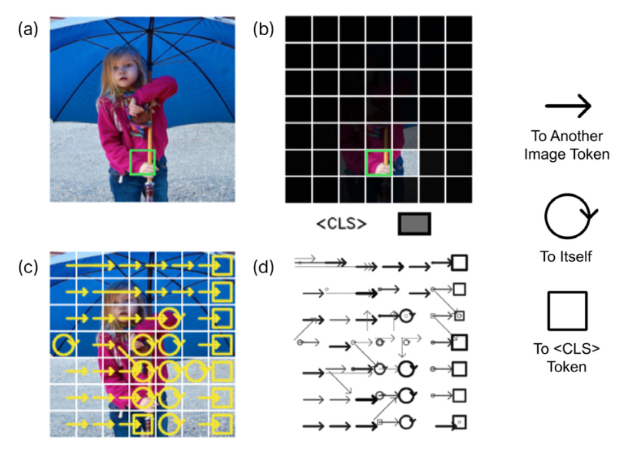 (a)
(b)
To Another
Image Token
<CLS>
To Itself
(c)
(d)
To <CLS>
Token